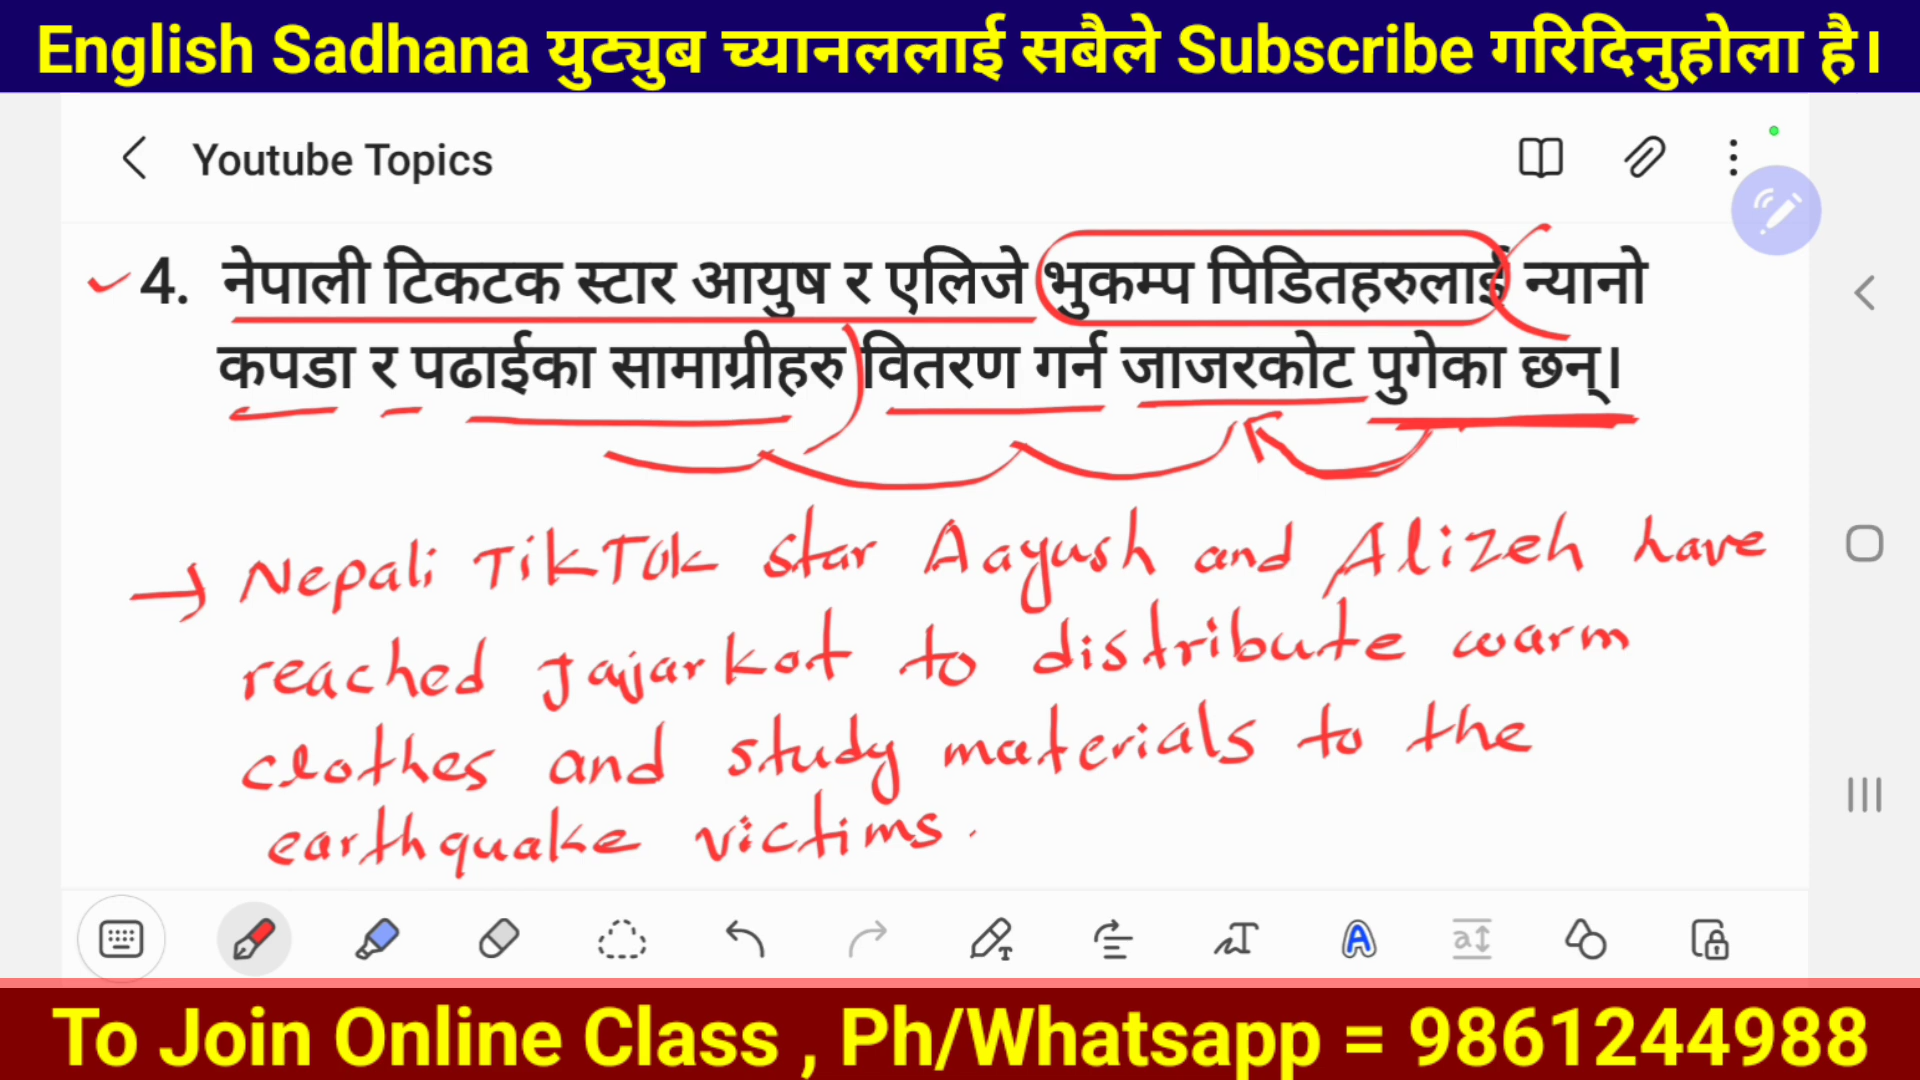 English Sadhana युट्युब च्यानललाई सबैले Subscribe गरिदिनुहोला है।
Youtube Topics
4. नेपाली टिकटक स्टार आयुष र एलिजे भुकम्प पिडितहरुलाई न्यानो
कपडा र पढाईका सामाग्रीहरु वितरण गर्न जाजरकोट पुगेका छन्।
→ Nepali TikTok star Aayush and Alizeh have
reached Jajarkot to distribute warm
clothes and study materials to the
earthquake victims.
To Join Online Class , Ph/Whatsapp = 9861244988